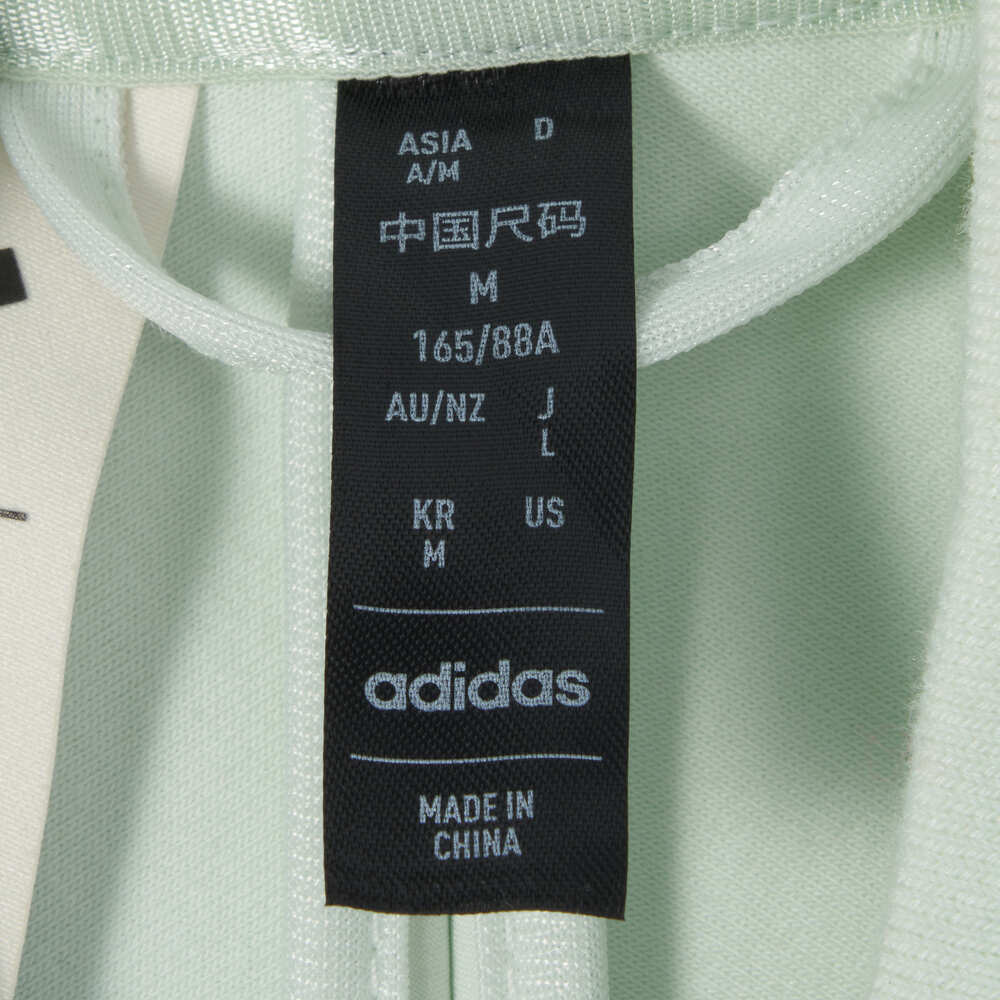 ASIA D
A/M
中国尺码
M
165/88A
AU/NZ J
L
KR US
M
adidas
MADE IN
CHINA